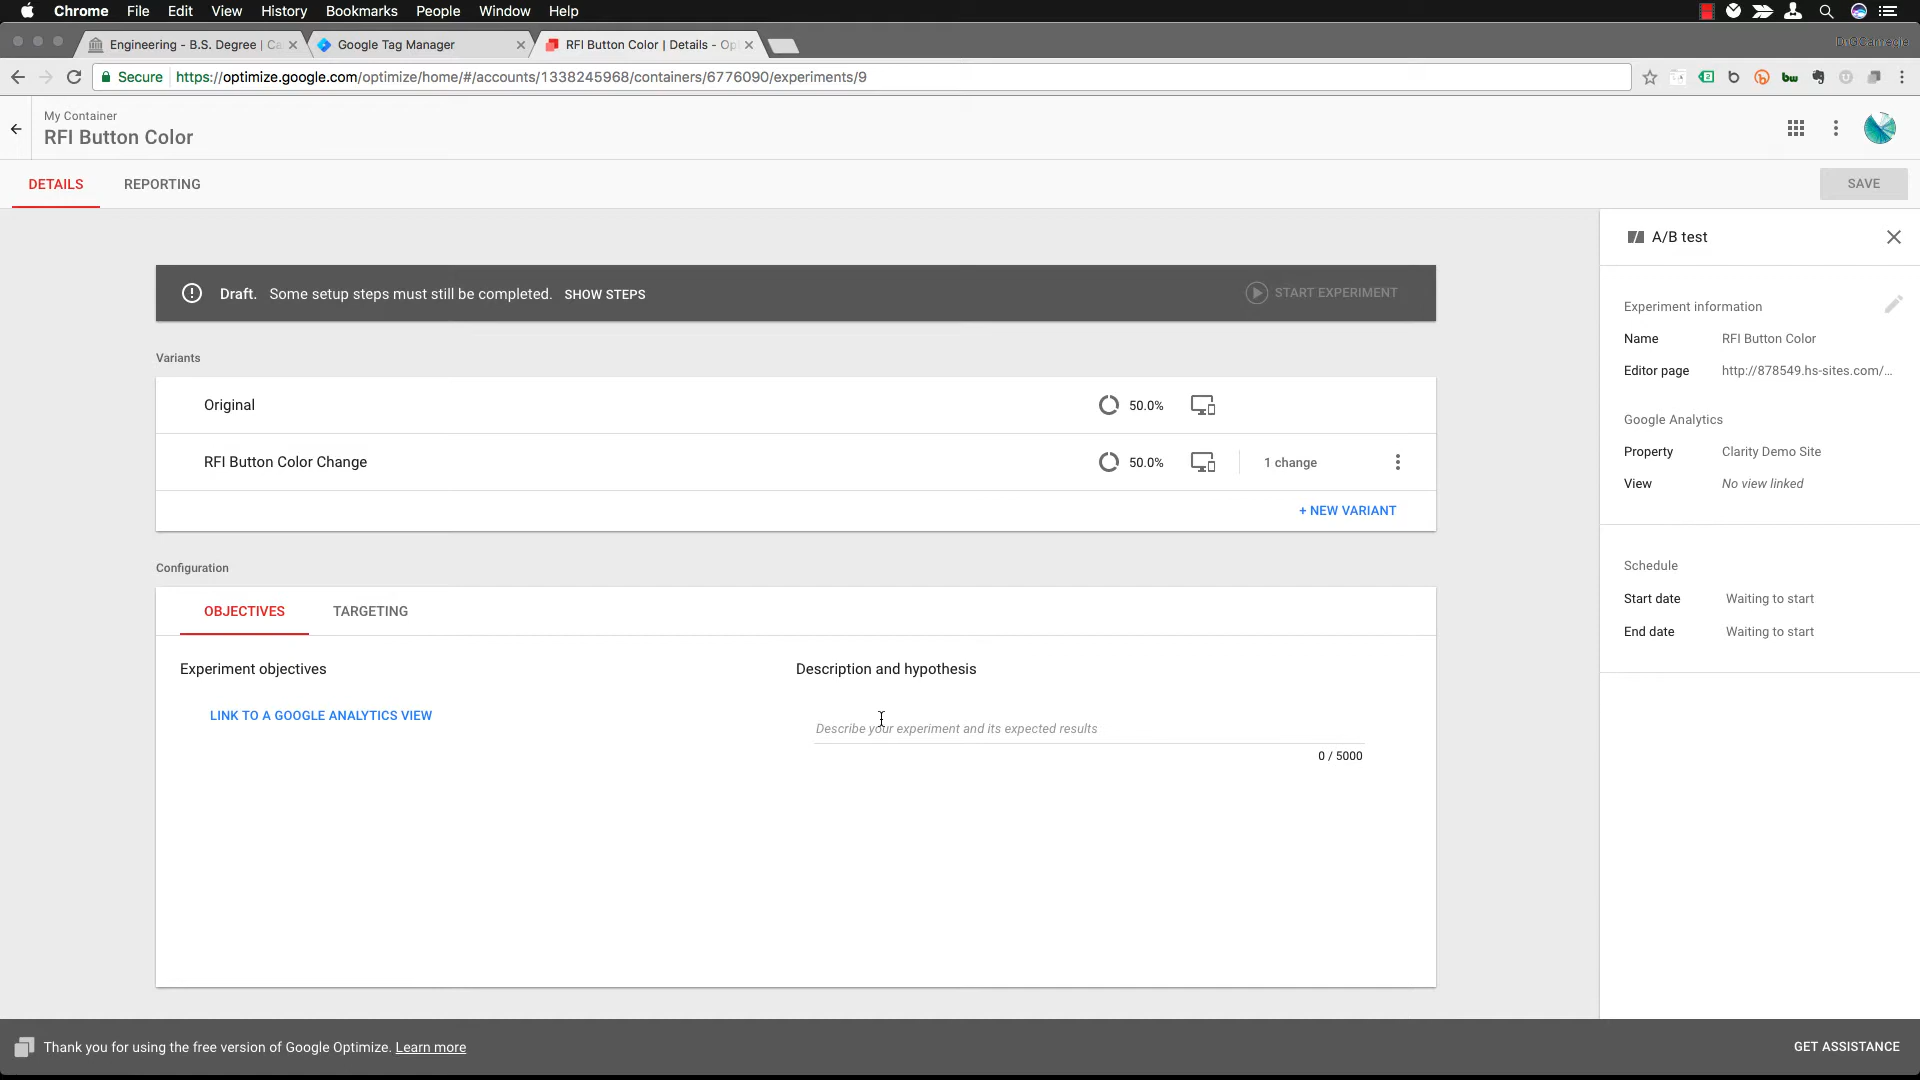 Chrome File Edit View History Bookmarks People Window Help
Engineering - B.S. Degree | Ca
Google Tag Manager
RFI Button Color | Details - Op
Secure https://optimize.google.com/optimize/home/#/accounts/1338245968/containers/6776090/experiments/9
My Container
RFI Button Color
DETAILS REPORTING
SAVE
Draft. Some setup steps must still be completed. SHOW STEPS
START EXPERIMENT
Variants
Original 50.0%
RFI Button Color Change 50.0% 1 change
+ NEW VARIANT
Configuration
OBJECTIVES TARGETING
Experiment objectives
LINK TO A GOOGLE ANALYTICS VIEW
Description and hypothesis
Describe your experiment and its expected results
0 / 5000
A/B test
Experiment information
Name RFI Button Color
Editor page http://878549.hs-sites.com/...
Google Analytics
Property Clarity Demo Site
View No view linked
Schedule
Start date Waiting to start
End date Waiting to start
Thank you for using the free version of Google Optimize. Learn more
GET ASSISTANCE